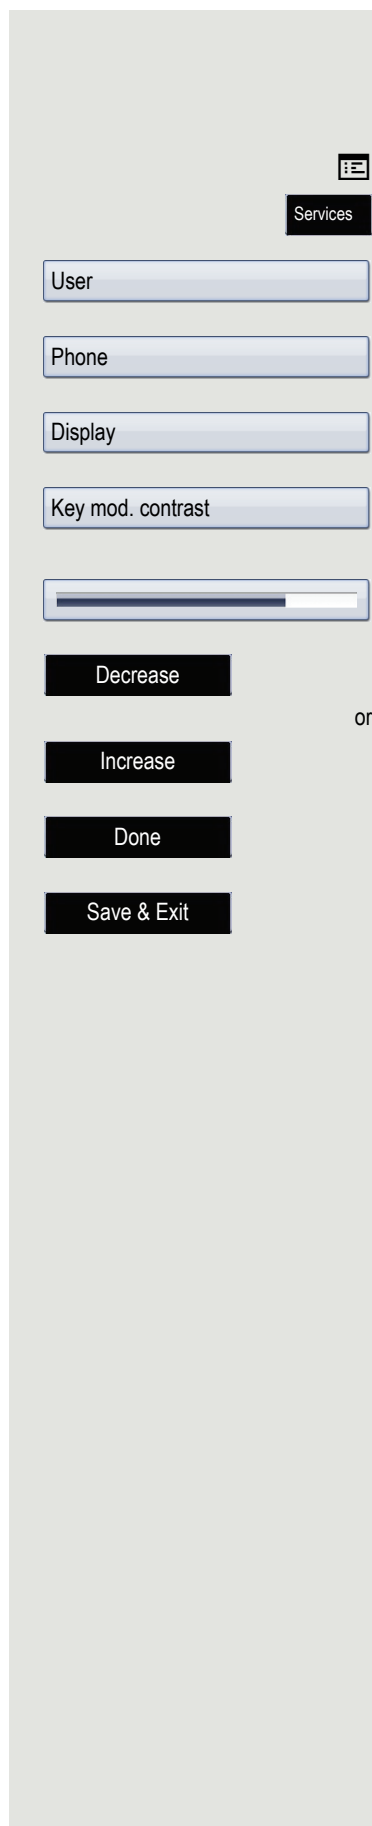 Services
User
Phone
Display
Key mod. contrast
Decrease
or
Increase
Done
Save & Exit